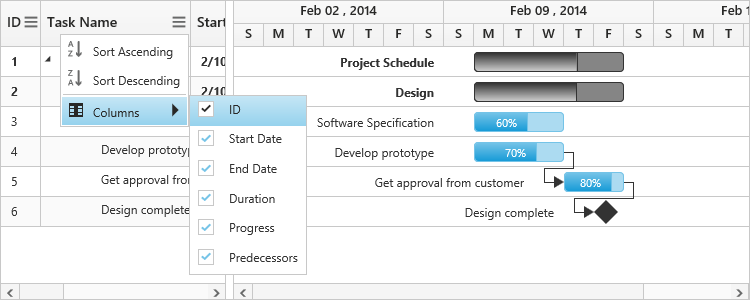 ID Task Name Start
Feb 02 , 2014 Feb 09 , 2014 Feb 1
S M T W T F S S M T W T F S S M T W
1 2/10 Project Schedule
Sort Ascending
2 2/10 Design
Sort Descending
Columns
ID
Start Date
End Date
Duration
Progress
Predecessors
3 Software Specification 60%
4 Develop prototype Develop prototype 70%
5 Get approval from Get approval from customer 80%
6 Design complete Design complete